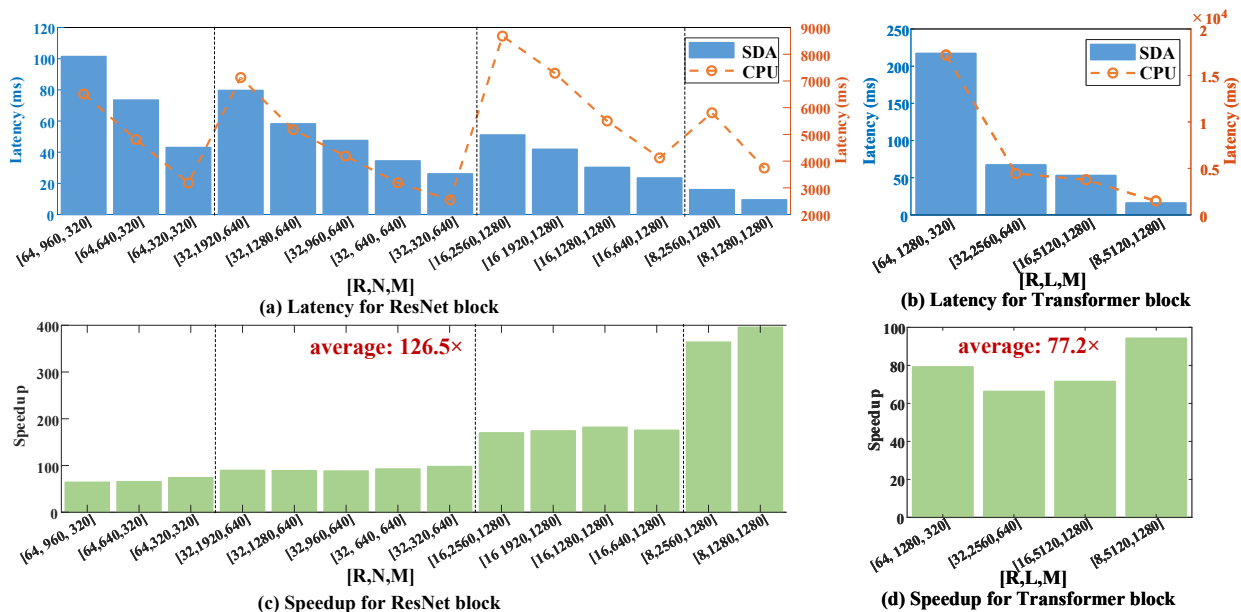 120
100
80
60
40
20
0
Latency (ms)
9000
8000
7000
6000
5000
4000
3000
2000
Latency (ms)
SDA
CPU
[64, 960, 320]
[64,640,320]
[64,320,320]
[32,1920,640]
[32,1280,640]
[32,960,640]
[32, 640, 640]
[32,320,640]
[16,2560,1280]
[16 1920,1280]
[16,1280,1280]
[16,640,1280]
[8,2560,1280]
[8,1280,1280]
[R,N,M]
(a) Latency for ResNet block
250
200
150
100
50
0
Latency (ms)
× 10⁴
2
1.5
1
0.5
0
Latency (ms)
SDA
CPU
[64, 1280, 320]
[32,2560,640]
[16,5120,1280]
[8,5120,1280]
[R,L,M]
(b) Latency for Transformer block
400
300
200
100
0
Speedup
average: 126.5×
[64, 960, 320]
[64,640,320]
[64,320,320]
[32,1920,640]
[32,1280,640]
[32,960,640]
[32, 640, 640]
[32,320,640]
[16,2560,1280]
[16 1920,1280]
[16,1280,1280]
[16,640,1280]
[8,2560,1280]
[8,1280,1280]
[R,N,M]
(c) Speedup for ResNet block
100
80
60
40
20
0
Speedup
average: 77.2×
[64, 1280, 320]
[32,2560,640]
[16,5120,1280]
[8,5120,1280]
[R,L,M]
(d) Speedup for Transformer block